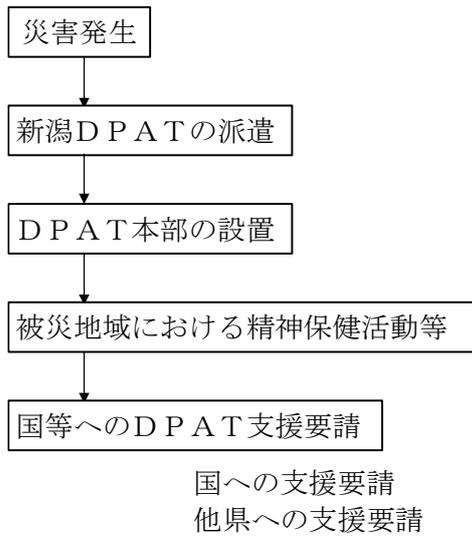 災害発生
新潟ＤＰＡＴの派遣
ＤＰＡＴ本部の設置
被災地域における精神保健活動等
国等へのＤＰＡＴ支援要請
国への支援要請
他県への支援要請